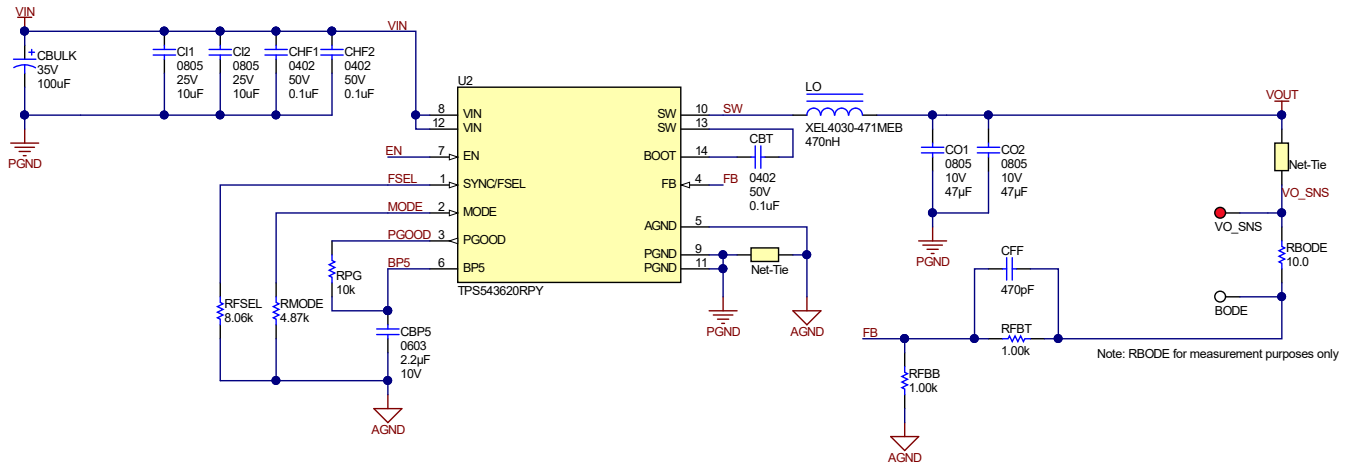 VIN
VIN
+
CBULK
35V
100uF
CI1
0805
25V
10uF
CI2
0805
25V
10uF
CHF1
0402
50V
0.1uF
CHF2
0402
50V
0.1uF
PGND
U2
8 VIN
12 VIN
EN 7 EN
FSEL 1 SYNC/FSEL
MODE 2 MODE
PGOOD 3 PGOOD
BP5 6 BP5
SW 10 SW
SW 13
BOOT 14
FB 4 FB
AGND 5
PGND 9
PGND 11
TPS543620RPY
RFSEL
8.06k
RMODE
4.87k
RPG
10k
CBP5
0603
2.2µF
10V
AGND
CBT
0402
50V
0.1uF
Net-Tie
PGND
AGND
LO
XEL4030-471MEB
470nH
CO1
0805
10V
47µF
CO2
0805
10V
47µF
PGND
VOUT
Net-Tie
VO_SNS
VO_SNS
RBODE
10.0
BODE
CFF
470pF
FB
RFBT
1.00k
Note: RBODE for measurement purposes only
RFBB
1.00k
AGND